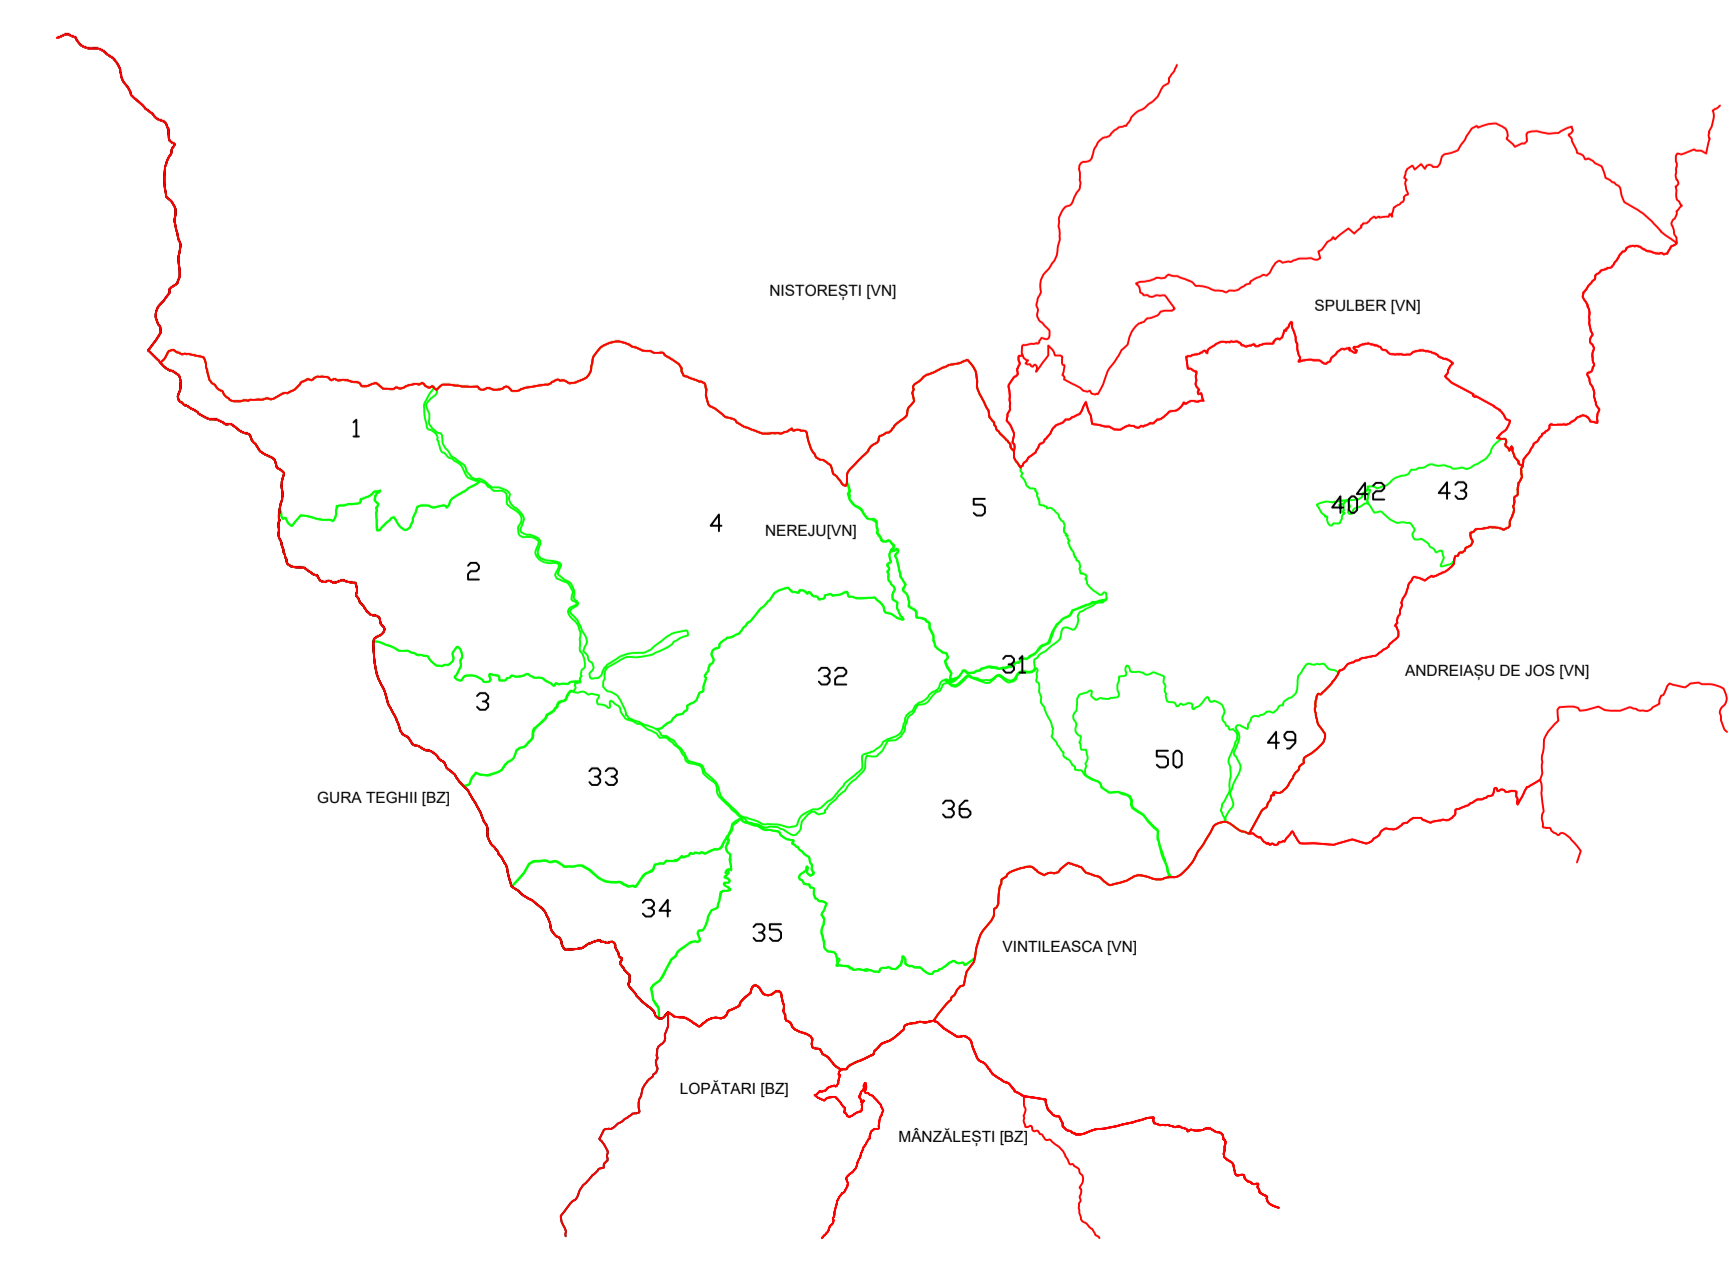 NISTOREȘTI [VN]
SPULBER [VN]
1
43
42
40
5
4
NEREJU[VN]
2
31
ANDREIAȘU DE JOS [VN]
32
3
49
50
33
GURA TEGHII [BZ]
36
34
35
VINTILEASCA [VN]
LOPĂTARI [BZ]
MÂNZĂLEȘTI [BZ]